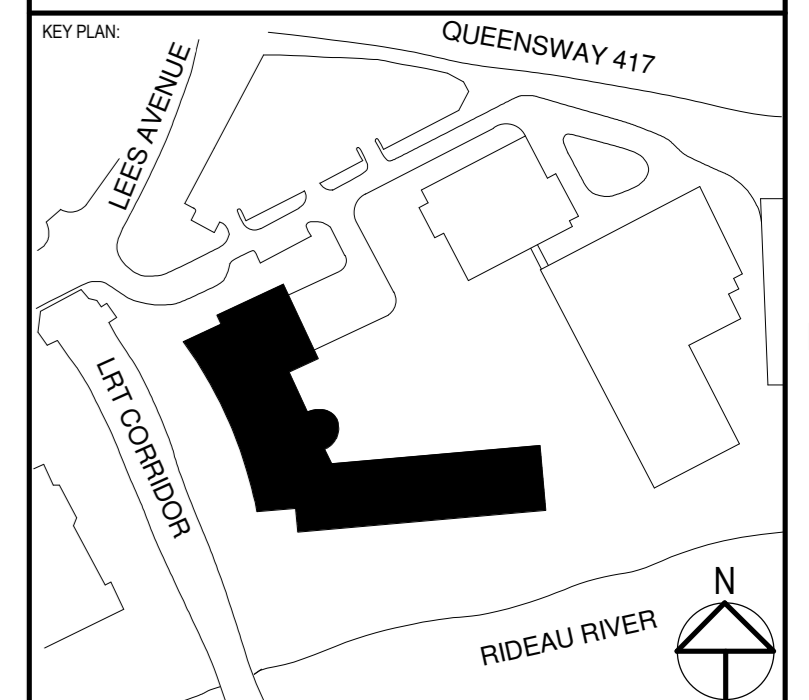 KEY PLAN:
QUEENSWAY 417
LEES AVENUE
LRT CORRIDOR
N
RIDEAU RIVER